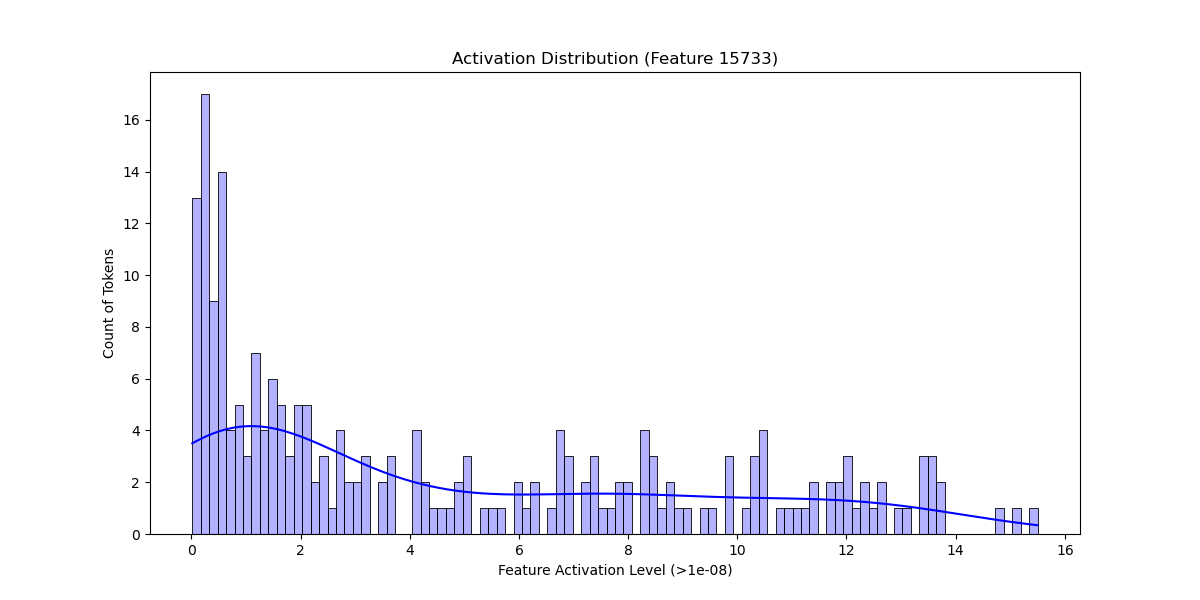 Activation Distribution (Feature 15733)
Count of Tokens
16
14
12
10
8
6
4
2
0
0 2 4 6 8 10 12 14 16
Feature Activation Level (>1e-08)